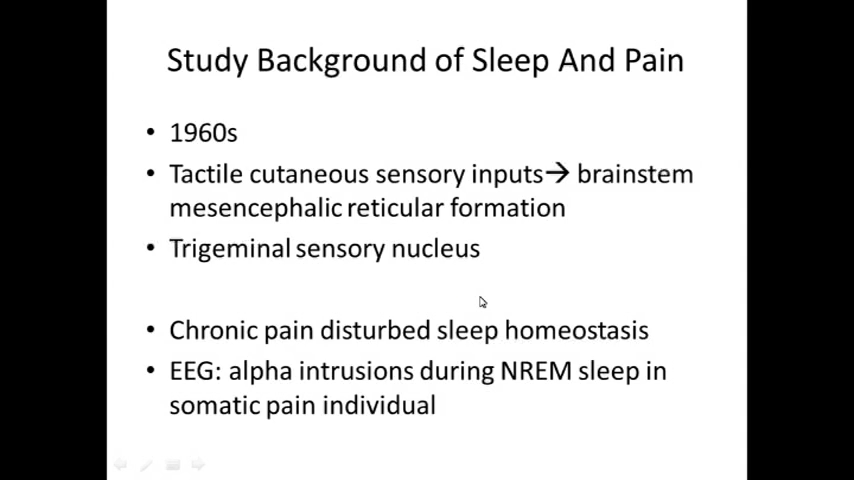 Study Background of Sleep And Pain
• 1960s
• Tactile cutaneous sensory inputs→ brainstem
mesencephalic reticular formation
• Trigeminal sensory nucleus
• Chronic pain disturbed sleep homeostasis
• EEG: alpha intrusions during NREM sleep in
somatic pain individual